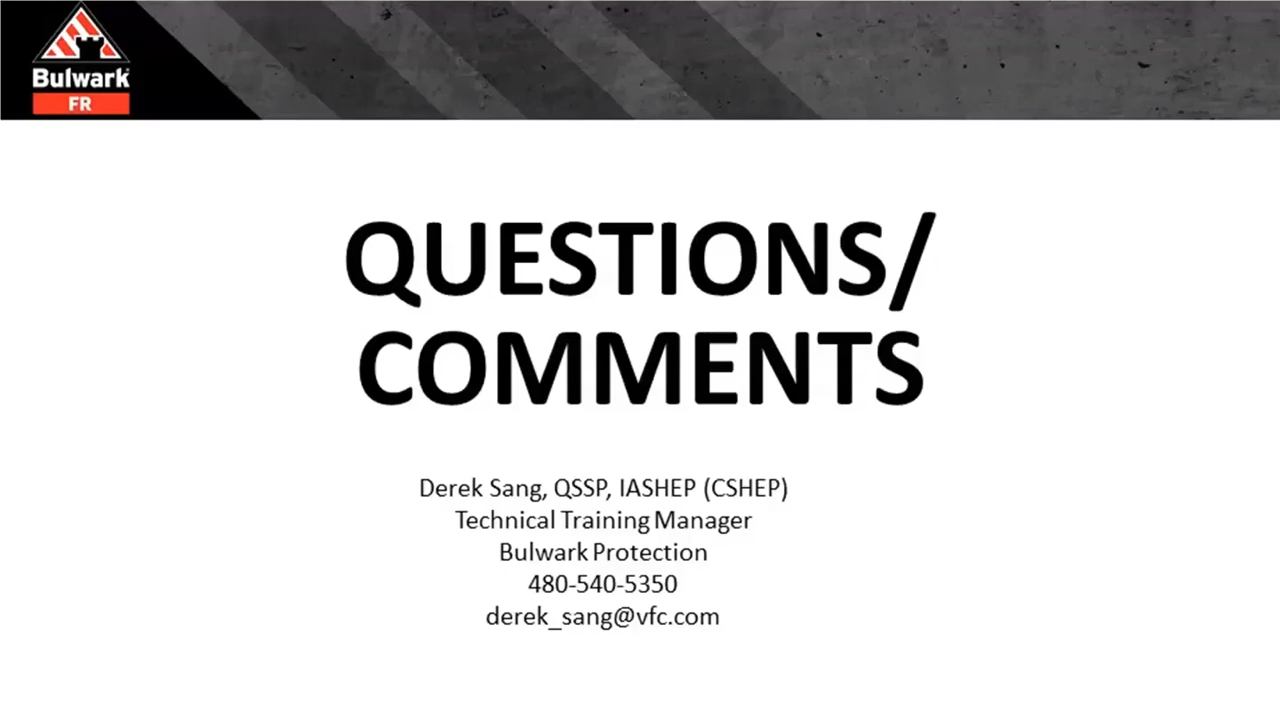 Bulwark
FR
QUESTIONS/
COMMENTS
Derek Sang, QSSP, IASHEP (CSHEP)
Technical Training Manager
Bulwark Protection
480-540-5350
derek_sang@vfc.com